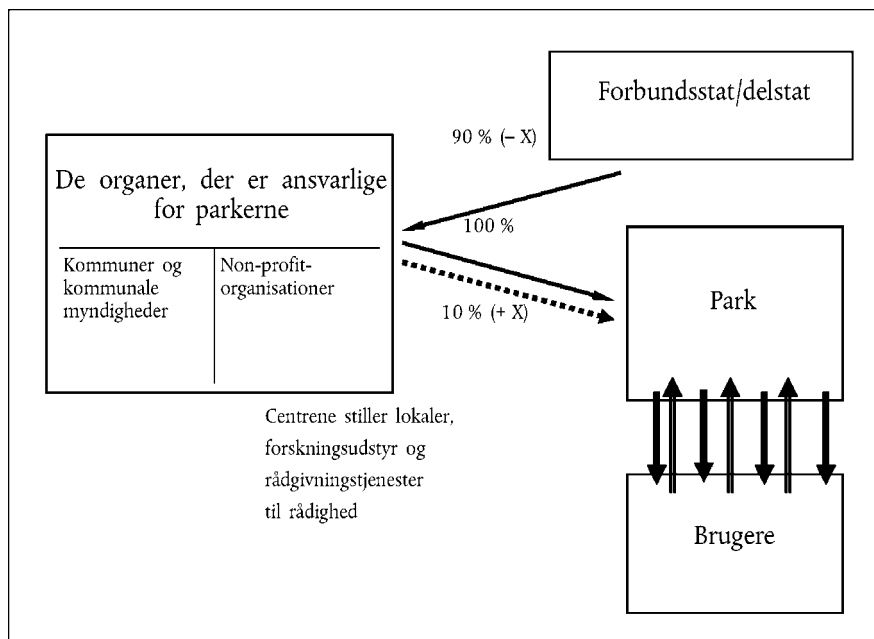 Forbundsstat/delstat
90 % (– X)
De organer, der er ansvarlige
for parkerne
100 %
Kommuner og
kommunale
myndigheder
Non-profit-
organisationer
10 % (+ X)
Park
Centrene stiller lokaler,
forskningsudstyr og
rådgivningstjenester
til rådighed
Brugere